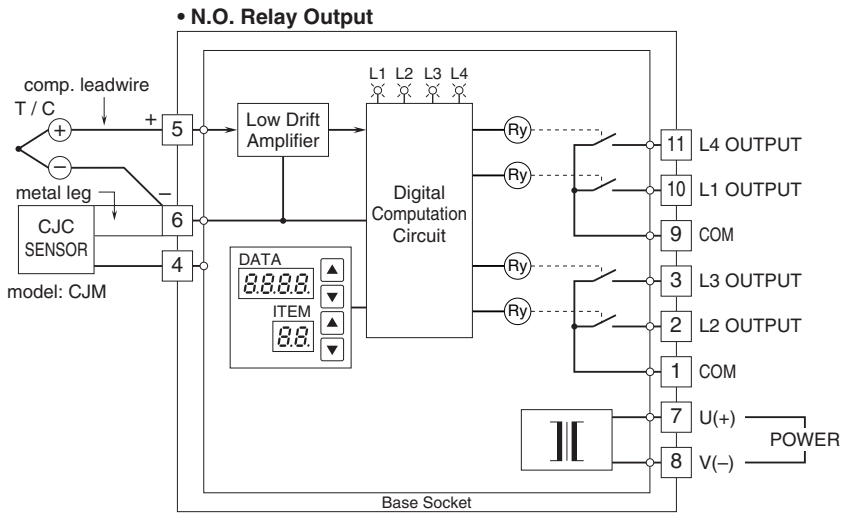 • N.O. Relay Output
comp. leadwire
T / C
+
+
−
−
metal leg
CJC
SENSOR
model: CJM
5
6
4
Low Drift
Amplifier
L1 L2 L3 L4
Digital
Computation
Circuit
DATA
8.8.8.8.
ITEM
8.8.
▲
▼
▲
▼
Ry
Ry
Ry
Ry
11 L4 OUTPUT
10 L1 OUTPUT
9 COM
3 L3 OUTPUT
2 L2 OUTPUT
1 COM
7 U(+)
POWER
8 V(–)
Base Socket